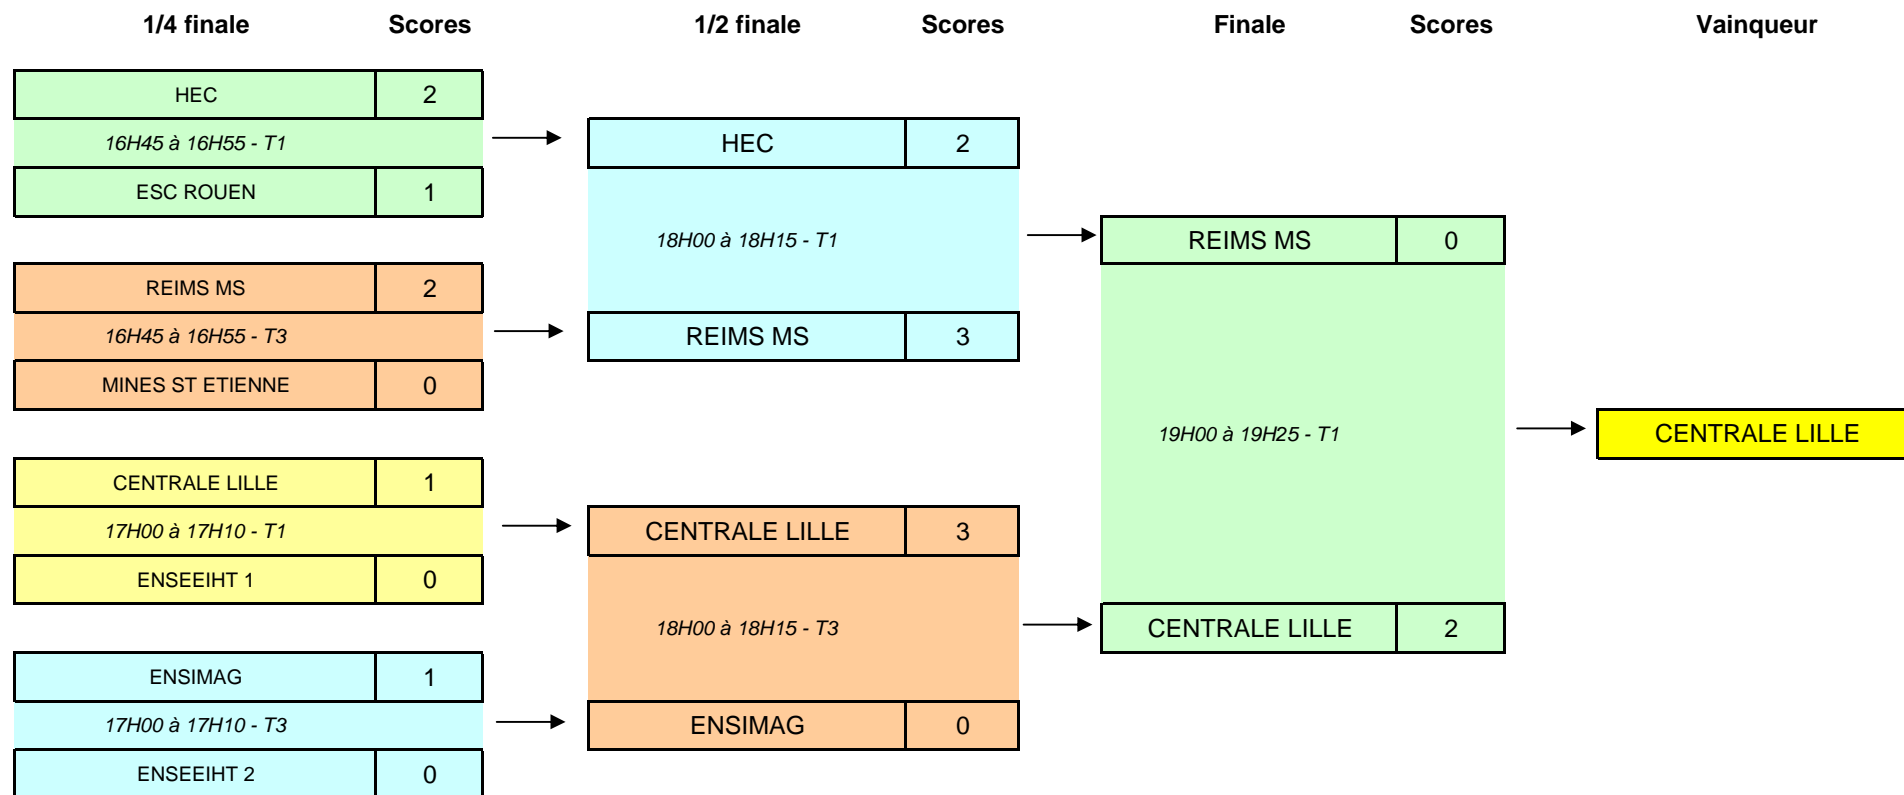 1/4 finale Scores 1/2 finale Scores Finale Scores Vainqueur
HEC 2
16H45 à 16H55 - T1
ESC ROUEN 1
REIMS MS 2
16H45 à 16H55 - T3
MINES ST ETIENNE 0
CENTRALE LILLE 1
17H00 à 17H10 - T1
ENSEEIHT 1 0
ENSIMAG 1
17H00 à 17H10 - T3
ENSEEIHT 2 0
HEC 2
18H00 à 18H15 - T1
REIMS MS 3
CENTRALE LILLE 3
18H00 à 18H15 - T3
ENSIMAG 0
REIMS MS 0
19H00 à 19H25 - T1
CENTRALE LILLE 2
CENTRALE LILLE